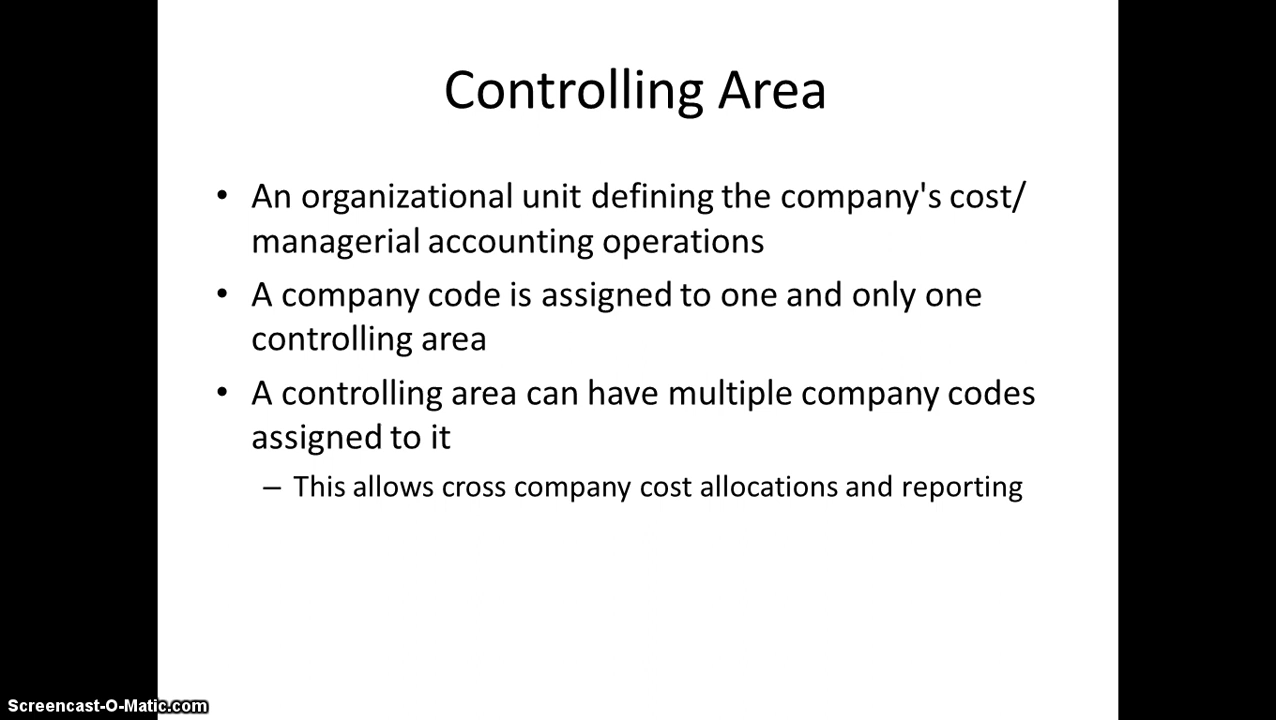 Controlling Area
• An organizational unit defining the company's cost/
managerial accounting operations
• A company code is assigned to one and only one
controlling area
• A controlling area can have multiple company codes
assigned to it
– This allows cross company cost allocations and reporting
Screencast-O-Matic.com